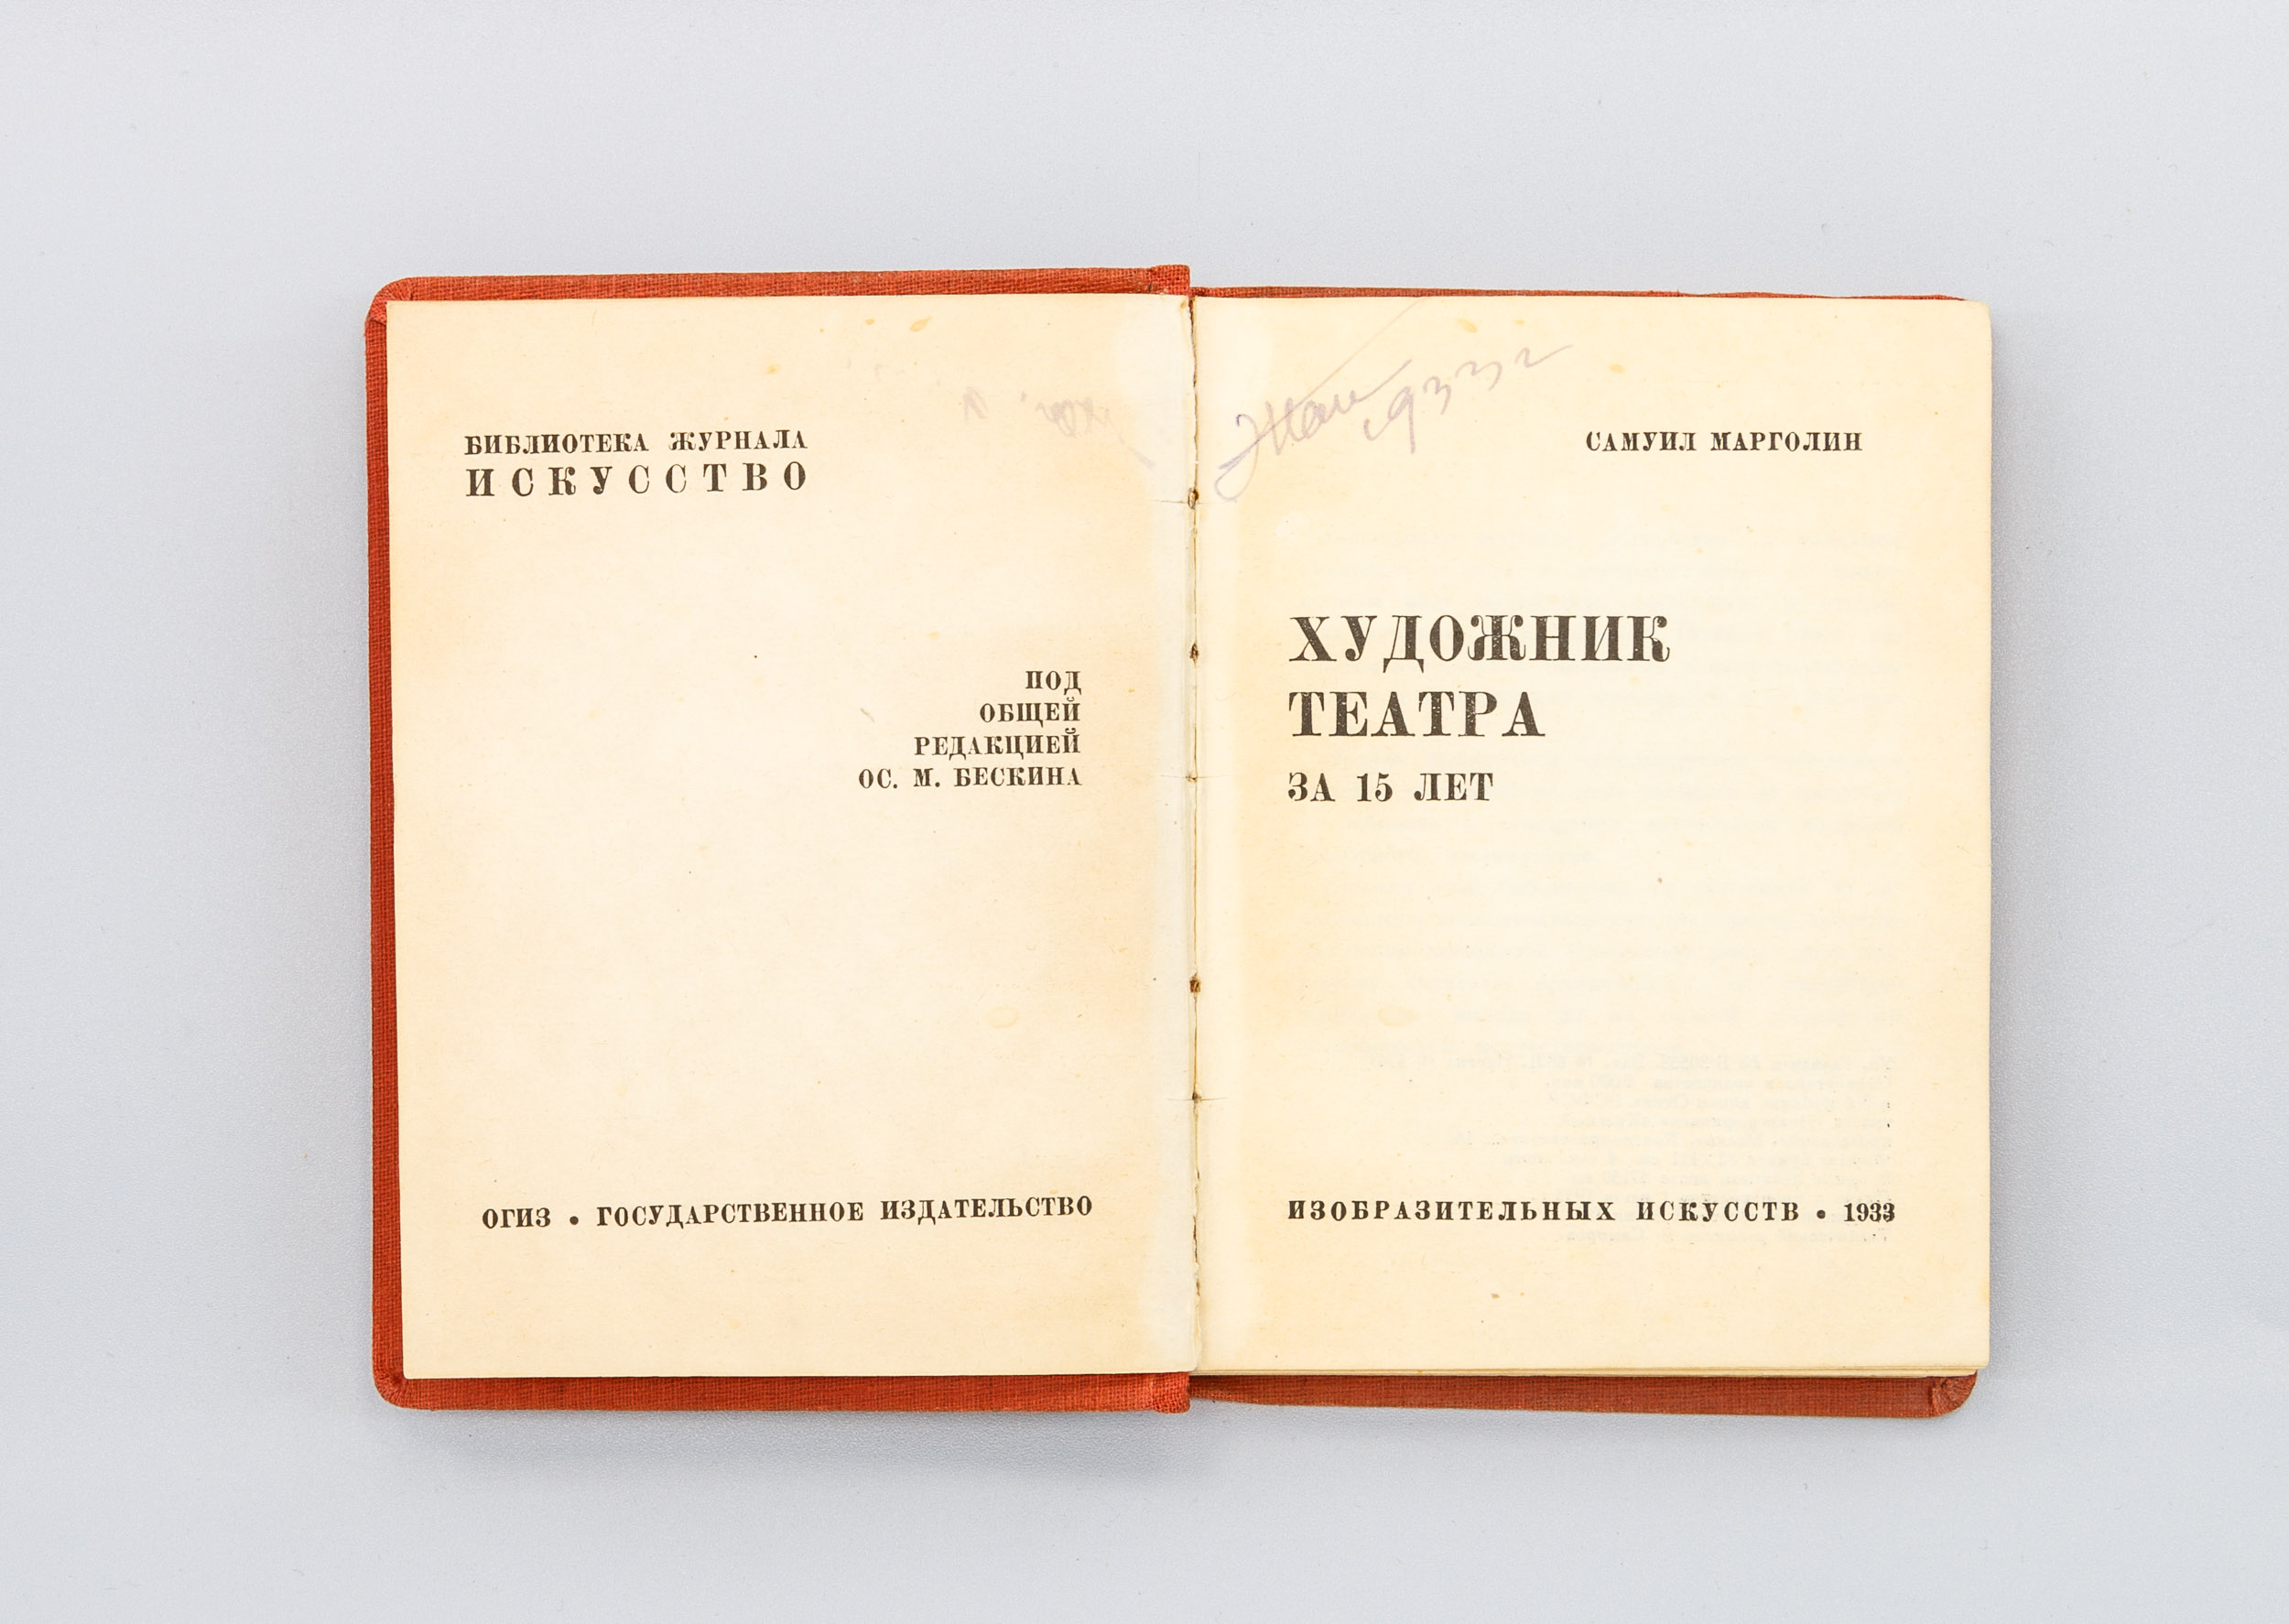 БИБЛИОТЕКА ЖУРНАЛА
ИСКУССТВО
ПОД
ОБЩЕЙ
РЕДАКЦИЕЙ
ОС. М. БЕСКИНА
ОГИЗ • ГОСУДАРСТВЕННОЕ ИЗДАТЕЛЬСТВО
1933 г
САМУИЛ МАРГОЛИН
ХУДОЖНИК
ТЕАТРА
ЗА 15 ЛЕТ
ИЗОБРАЗИТЕЛЬНЫХ ИСКУССТВ • 1933